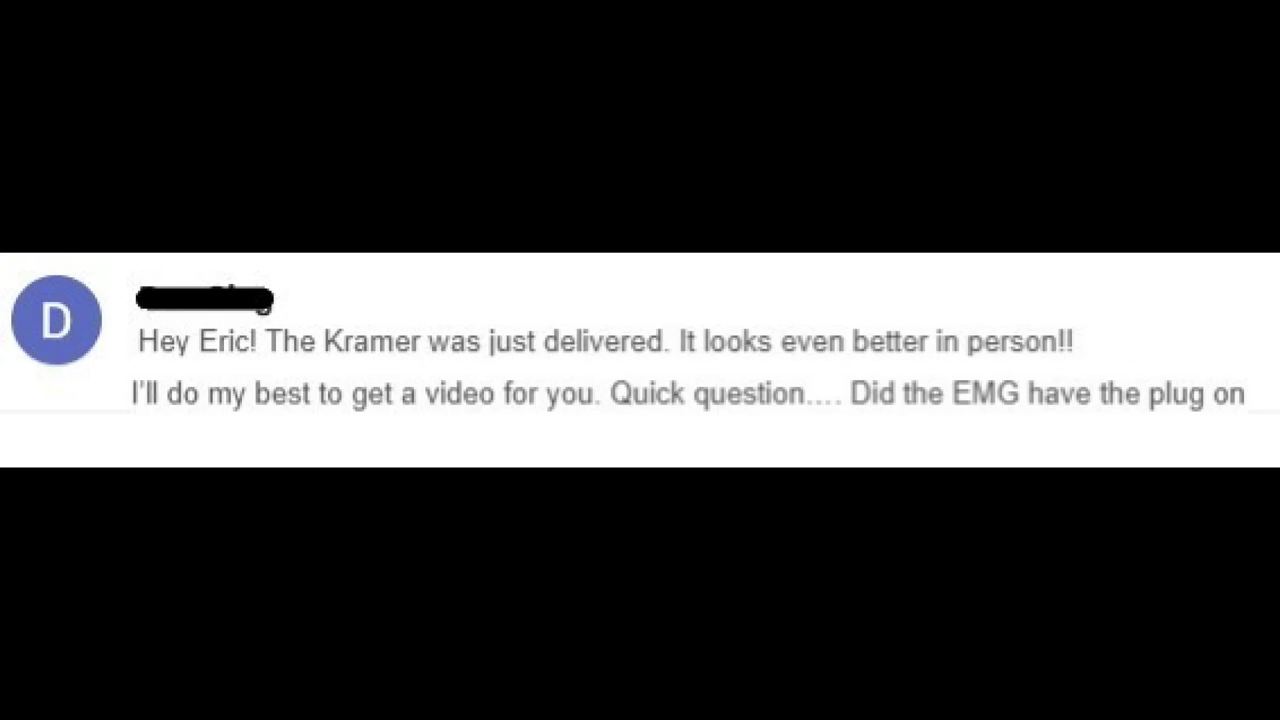 D
Hey Eric! The Kramer was just delivered. It looks even better in person!!
I'll do my best to get a video for you. Quick question.... Did the EMG have the plug on